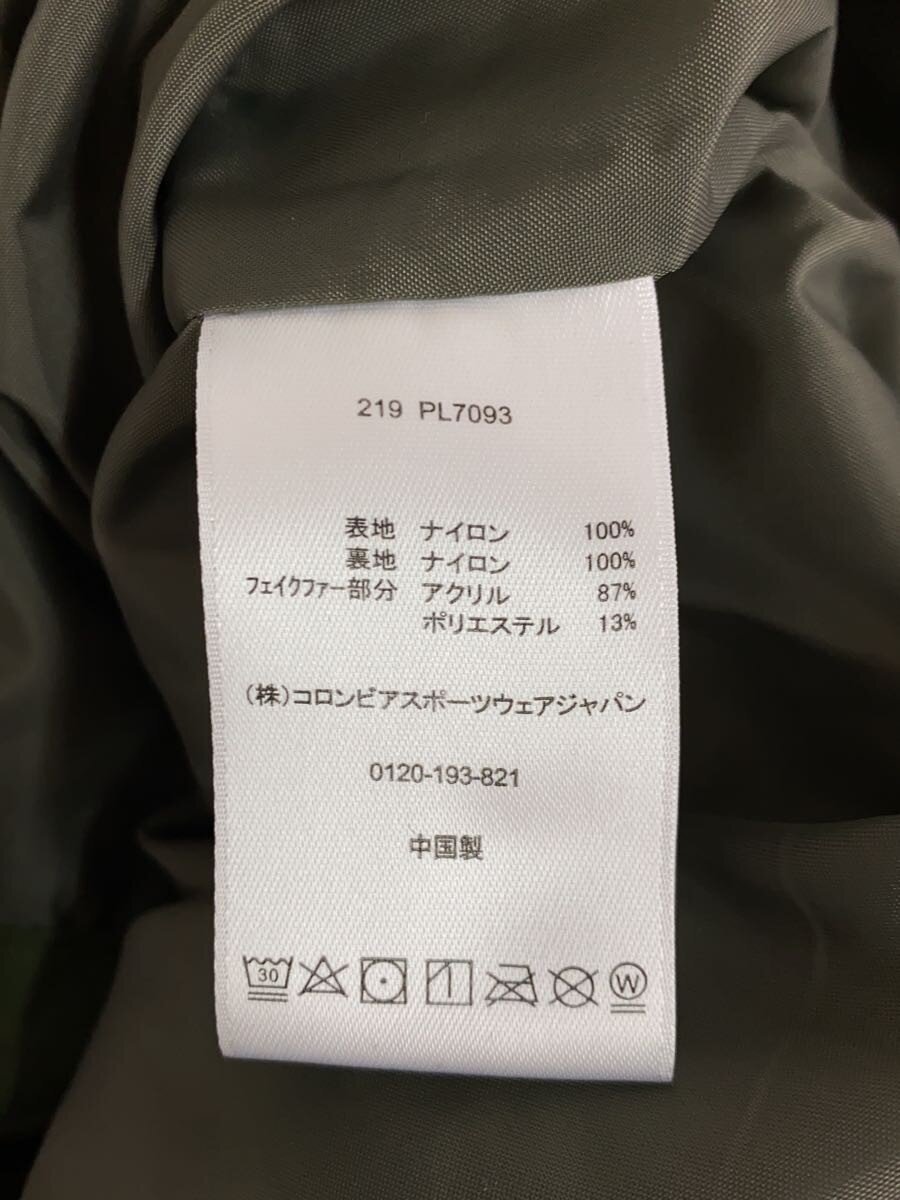 219 PL7093
表地 ナイロン 100%
裏地 ナイロン 100%
フェイクファー部分 アクリル 87%
ポリエステル 13%
(株)コロンビアスポーツウェアジャパン
0120-193-821
中国製
30 W